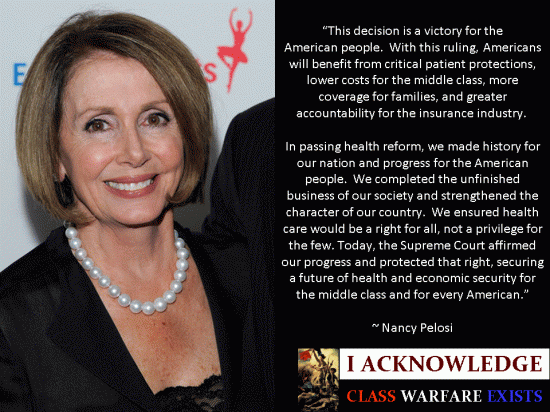 “This decision is a victory for the
American people.  With this ruling, Americans
will benefit from critical patient protections,
lower costs for the middle class, more
coverage for families, and greater
accountability for the insurance industry.
In passing health reform, we made history for
our nation and progress for the American
people.  We completed the unfinished
business of our society and strengthened the
character of our country.  We ensured health
care would be a right for all, not a privilege for
the few. Today, the Supreme Court affirmed
our progress and protected that right, securing
a future of health and economic security for
the middle class and for every American.”
~ Nancy Pelosi
I ACKNOWLEDGE
CLASS WARFARE EXISTS